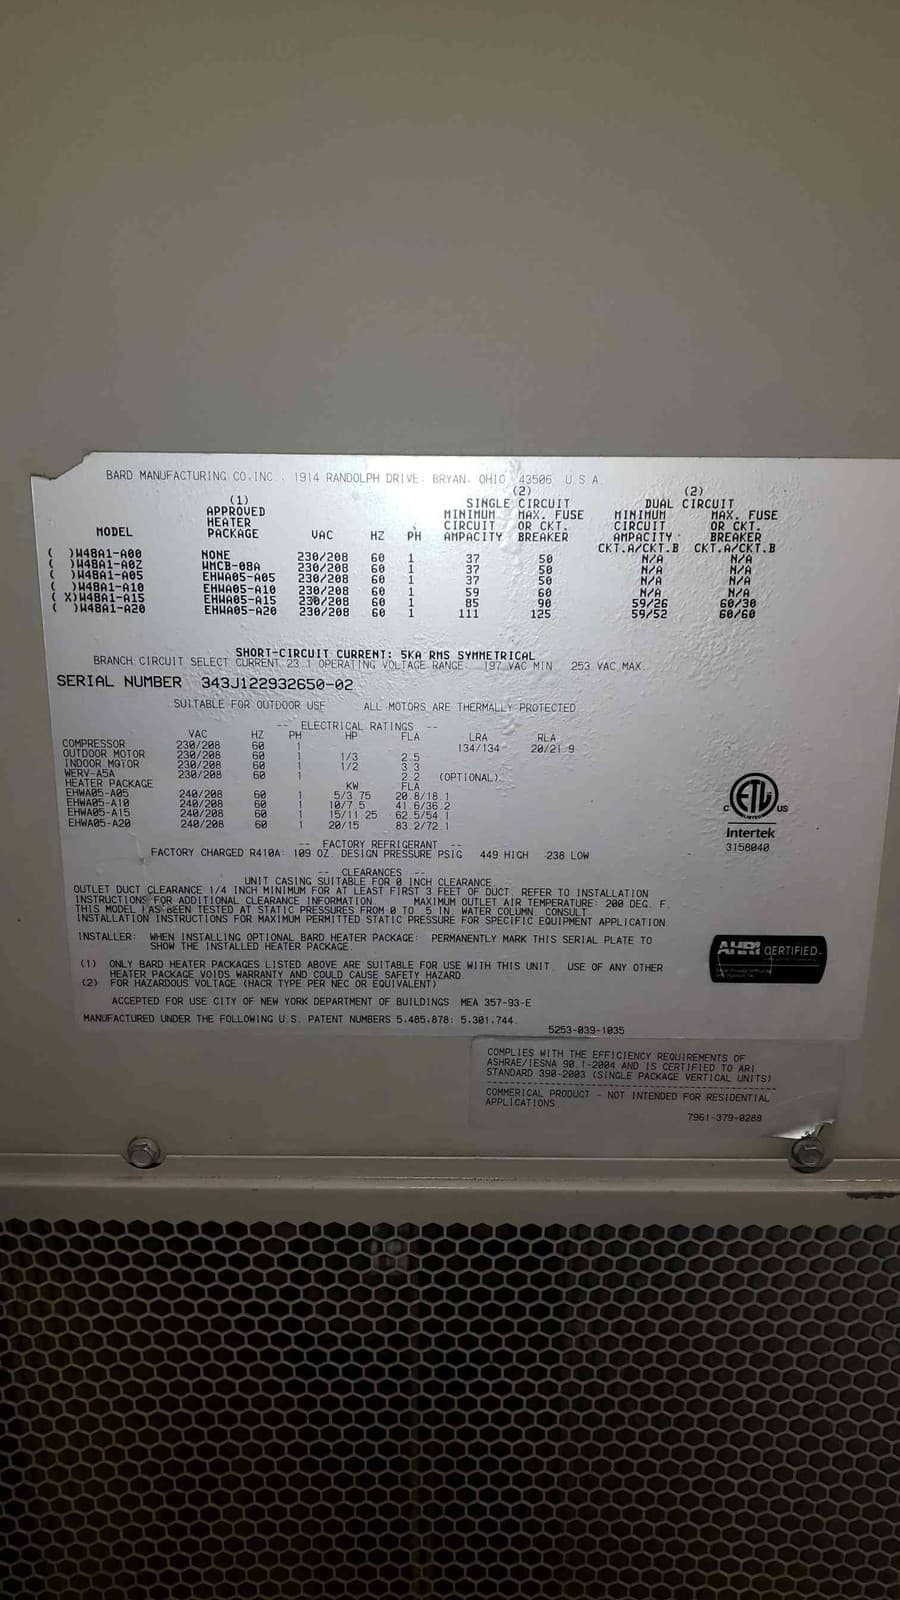 BARD MANUFACTURING CO.INC., 1914 RANDOLPH DRIVE, BRYAN, OHIO 43506 U.S.A.
(1) (2) (2)
APPROVED SINGLE CIRCUIT DUAL CIRCUIT
HEATER MINIMUM MAX. FUSE MINIMUM MAX. FUSE
MODEL PACKAGE VAC HZ PH CIRCUIT OR CKT. CIRCUIT OR CKT.
AMPACITY BREAKER AMPACITY BREAKER
CKT.A/CKT.B CKT.A/CKT.B
( )W48A1-A00 NONE 230/208 60 1 37 50 N/A N/A
( )W48A1-A0Z WMCB-08A 230/208 60 1 37 50 N/A N/A
( )W48A1-A05 EHWA05-A05 230/208 60 1 37 50 N/A N/A
( )W48A1-A10 EHWA05-A10 230/208 60 1 59 60 N/A N/A
( X)W48A1-A15 EHWA05-A15 230/208 60 1 85 90 59/26 60/30
( )W48A1-A20 EHWA05-A20 230/208 60 1 111 125 59/52 60/60
SHORT-CIRCUIT CURRENT: 5KA RMS SYMMETRICAL
BRANCH CIRCUIT SELECT CURRENT 23.1 OPERATING VOLTAGE RANGE 197 VAC MIN 253 VAC MAX.
SERIAL NUMBER 343J122932650-02
SUITABLE FOR OUTDOOR USE ALL MOTORS ARE THERMALLY PROTECTED
-- ELECTRICAL RATINGS --
VAC HZ PH HP FLA LRA RLA
COMPRESSOR 230/208 60 1 134/134 20/21.9
OUTDOOR MOTOR 230/208 60 1 1/3 2.5
INDOOR MOTOR 230/208 60 1 1/2 3.3
WERV-A5A 230/208 60 1 2.2 (OPTIONAL)
HEATER PACKAGE KW FLA
EHWA05-A05 240/208 60 1 5/3.75 20.8/18.1
EHWA05-A10 240/208 60 1 10/7.5 41.6/36.2
EHWA05-A15 240/208 60 1 15/11.25 62.5/54.1
EHWA05-A20 240/208 60 1 20/15 83.2/72.1
-- FACTORY REFRIGERANT --
FACTORY CHARGED R410A: 109 OZ. DESIGN PRESSURE PSIG 449 HIGH 238 LOW
-- CLEARANCES --
UNIT CASING SUITABLE FOR 0 INCH CLEARANCE.
OUTLET DUCT CLEARANCE 1/4 INCH MINIMUM FOR AT LEAST FIRST 3 FEET OF DUCT. REFER TO INSTALLATION
INSTRUCTIONS FOR ADDITIONAL CLEARANCE INFORMATION. MAXIMUM OUTLET AIR TEMPERATURE: 200 DEG. F.
THIS MODEL HAS BEEN TESTED AT STATIC PRESSURES FROM 0 TO .5 IN. WATER COLUMN. CONSULT
INSTALLATION INSTRUCTIONS FOR MAXIMUM PERMITTED STATIC PRESSURE FOR SPECIFIC EQUIPMENT APPLICATION.
INSTALLER: WHEN INSTALLING OPTIONAL BARD HEATER PACKAGE: PERMANENTLY MARK THIS SERIAL PLATE TO
SHOW THE INSTALLED HEATER PACKAGE.
(1) ONLY BARD HEATER PACKAGES LISTED ABOVE ARE SUITABLE FOR USE WITH THIS UNIT. USE OF ANY OTHER
HEATER PACKAGE VOIDS WARRANTY AND COULD CAUSE SAFETY HAZARD.
(2) FOR HAZARDOUS VOLTAGE (HACR TYPE PER NEC OR EQUIVALENT)
ACCEPTED FOR USE CITY OF NEW YORK DEPARTMENT OF BUILDINGS MEA 357-93-E
MANUFACTURED UNDER THE FOLLOWING U.S. PATENT NUMBERS 5,485,878; 5,301,744.
5253-039-1035
C ETL US
LISTED
Intertek
3158040
AHRI CERTIFIED
COMPLIES WITH THE EFFICIENCY REQUIREMENTS OF
ASHRAE/IESNA 90.1-2004 AND IS CERTIFIED TO ARI
STANDARD 390-2003 (SINGLE PACKAGE VERTICAL UNITS)
COMMERICAL PRODUCT - NOT INTENDED FOR RESIDENTIAL
APPLICATIONS.
7961-379-0288